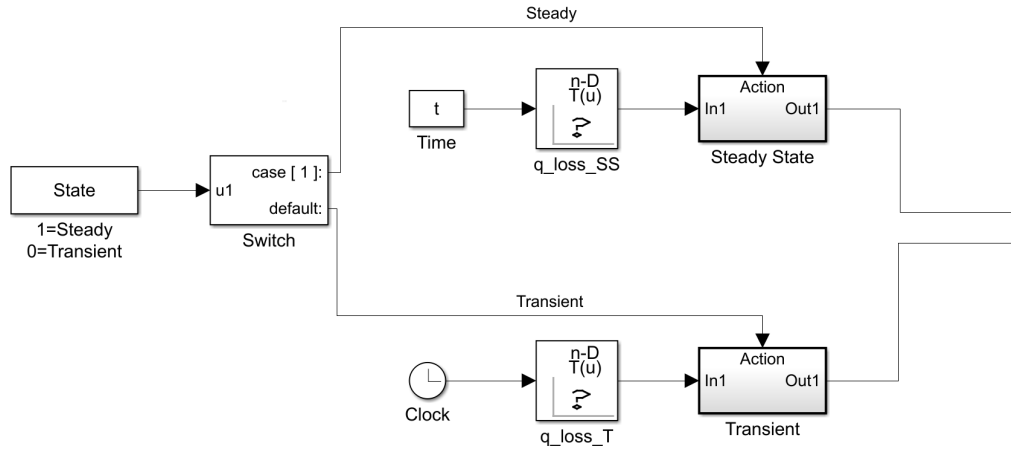 Steady
State
1=Steady
0=Transient
u1
case [ 1 ]:
default:
Switch
t
Time
n-D
T(u)
q_loss_SS
Action
In1
Out1
Steady State
Transient
Clock
n-D
T(u)
q_loss_T
Action
In1
Out1
Transient